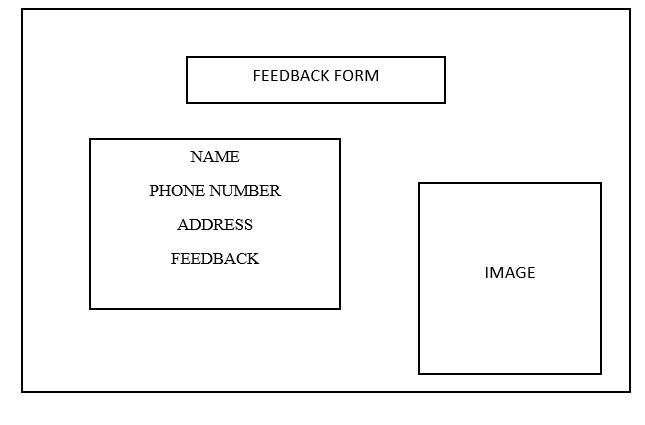 FEEDBACK FORM
NAME
PHONE NUMBER
ADDRESS
FEEDBACK
IMAGE